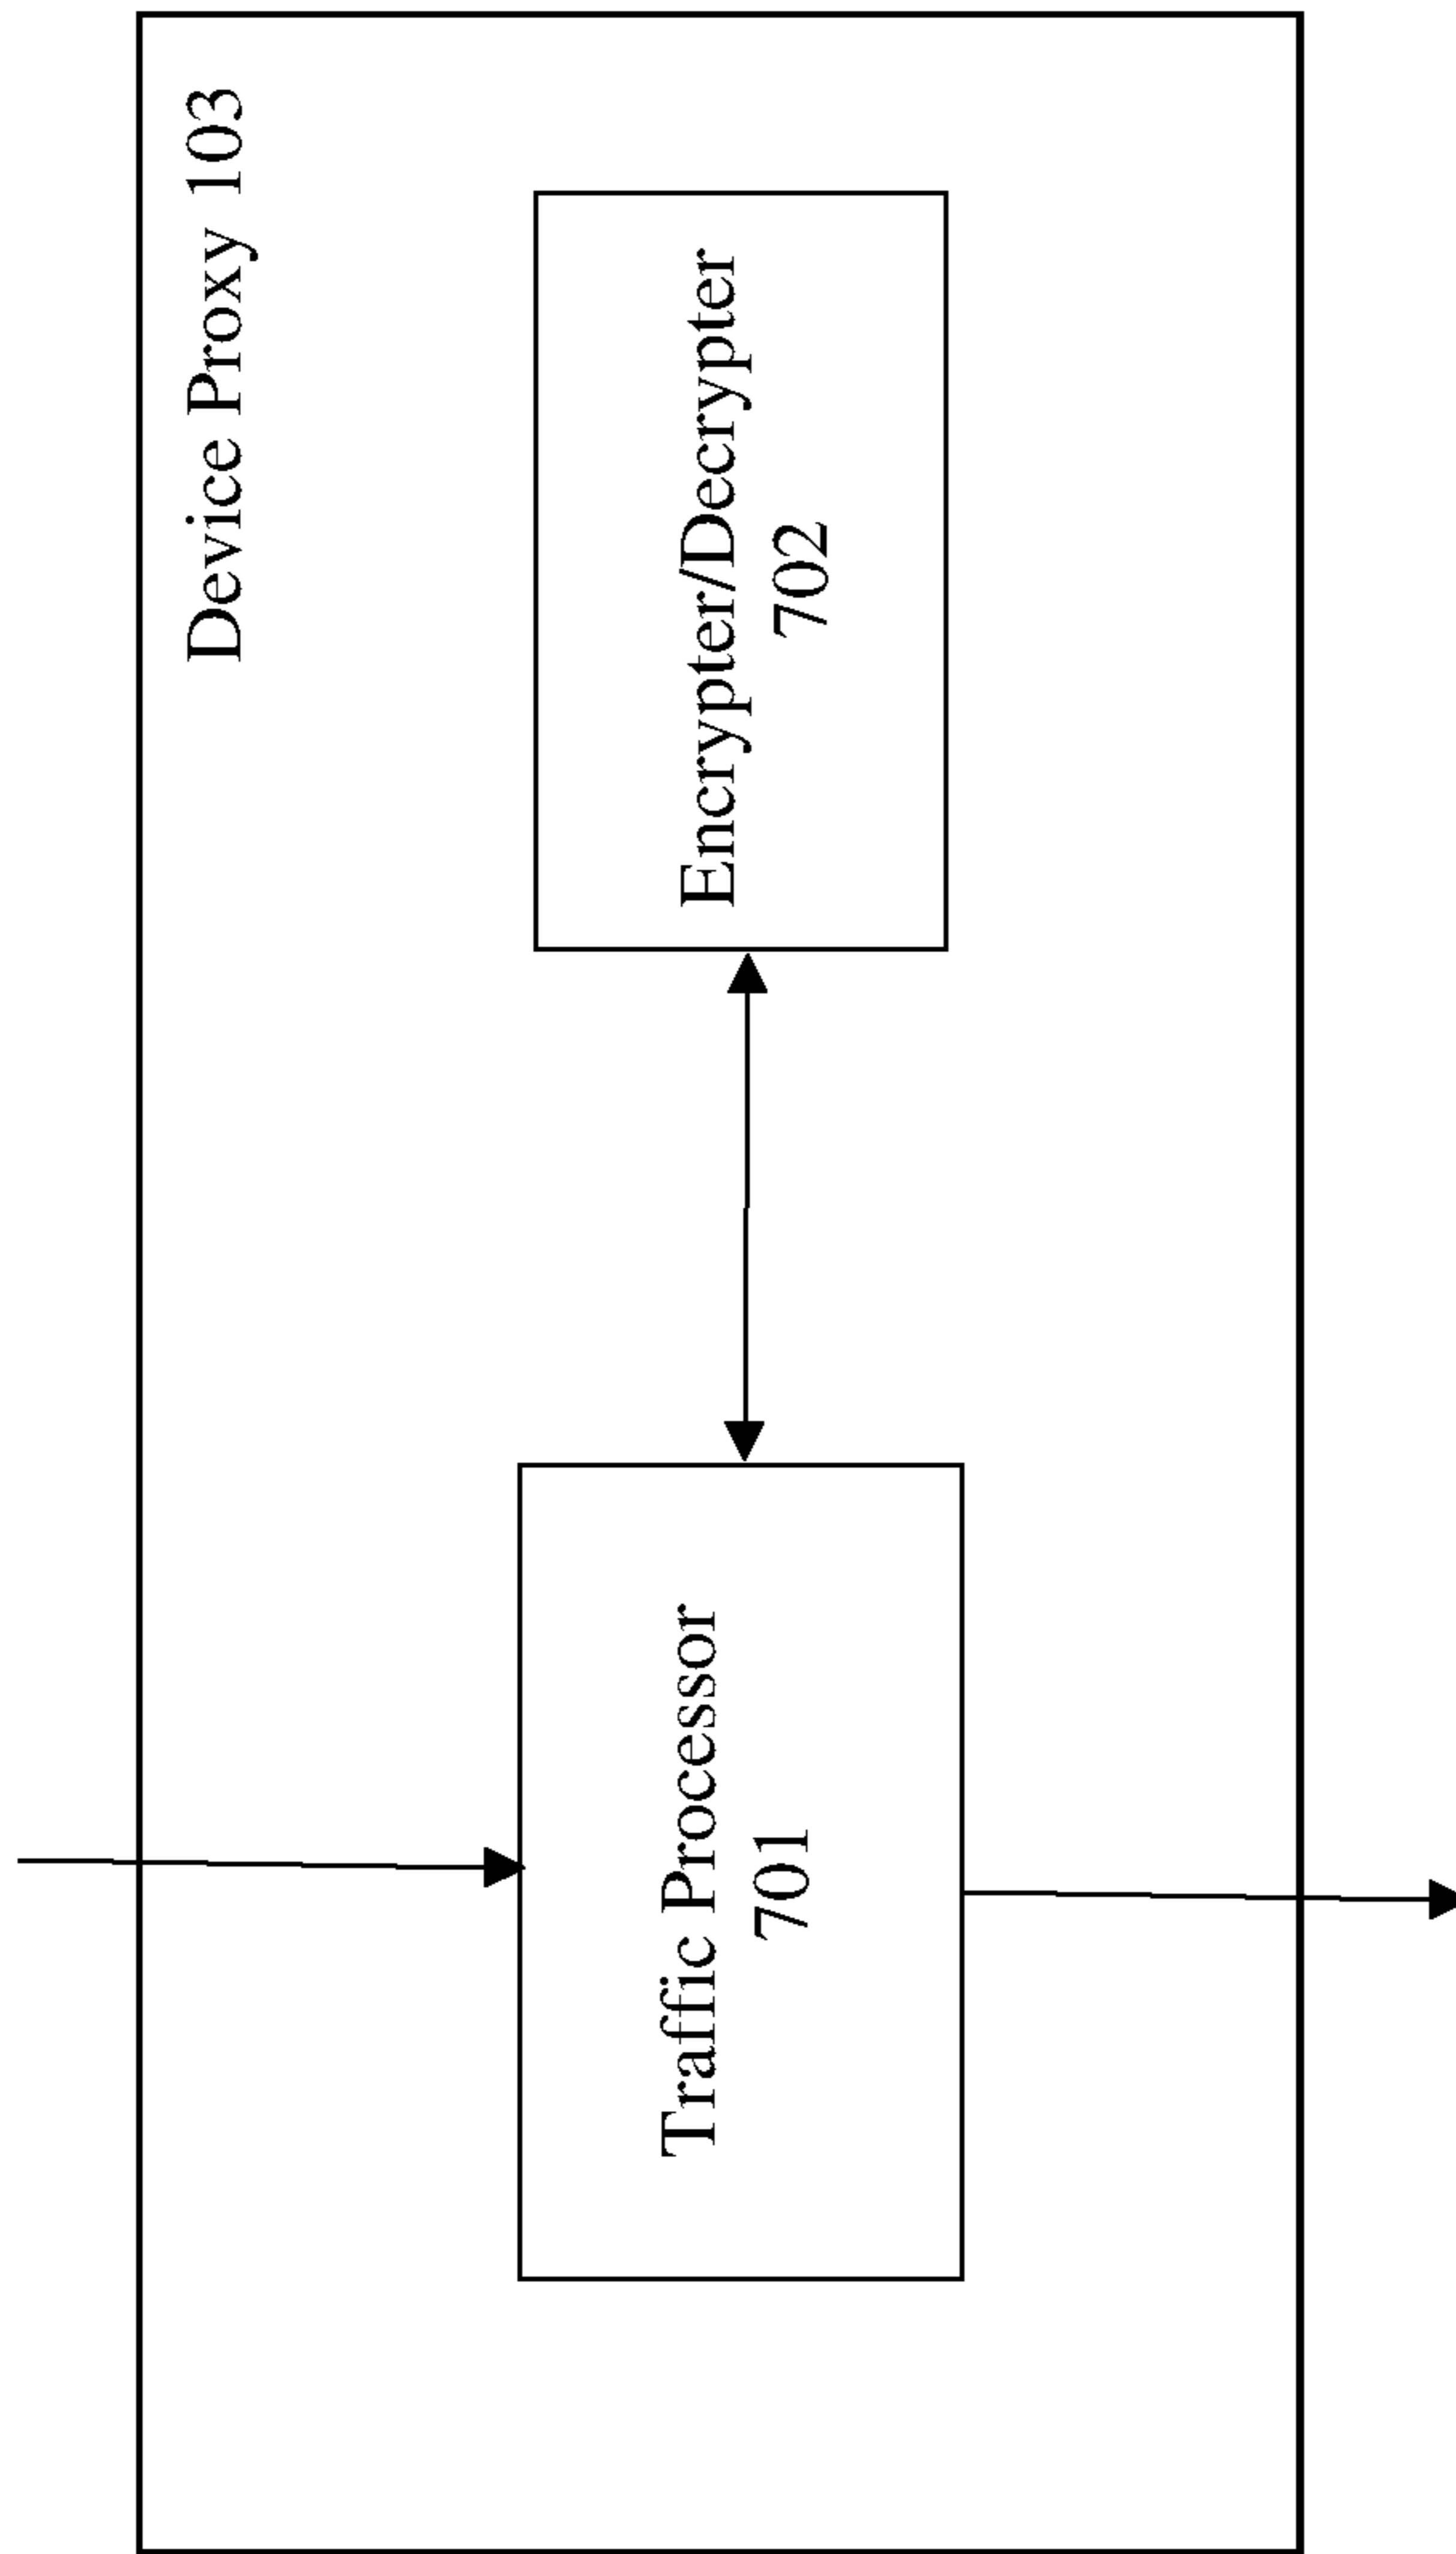 Device Proxy 103
Traffic Processor
701
Encrypter/Decrypter
702